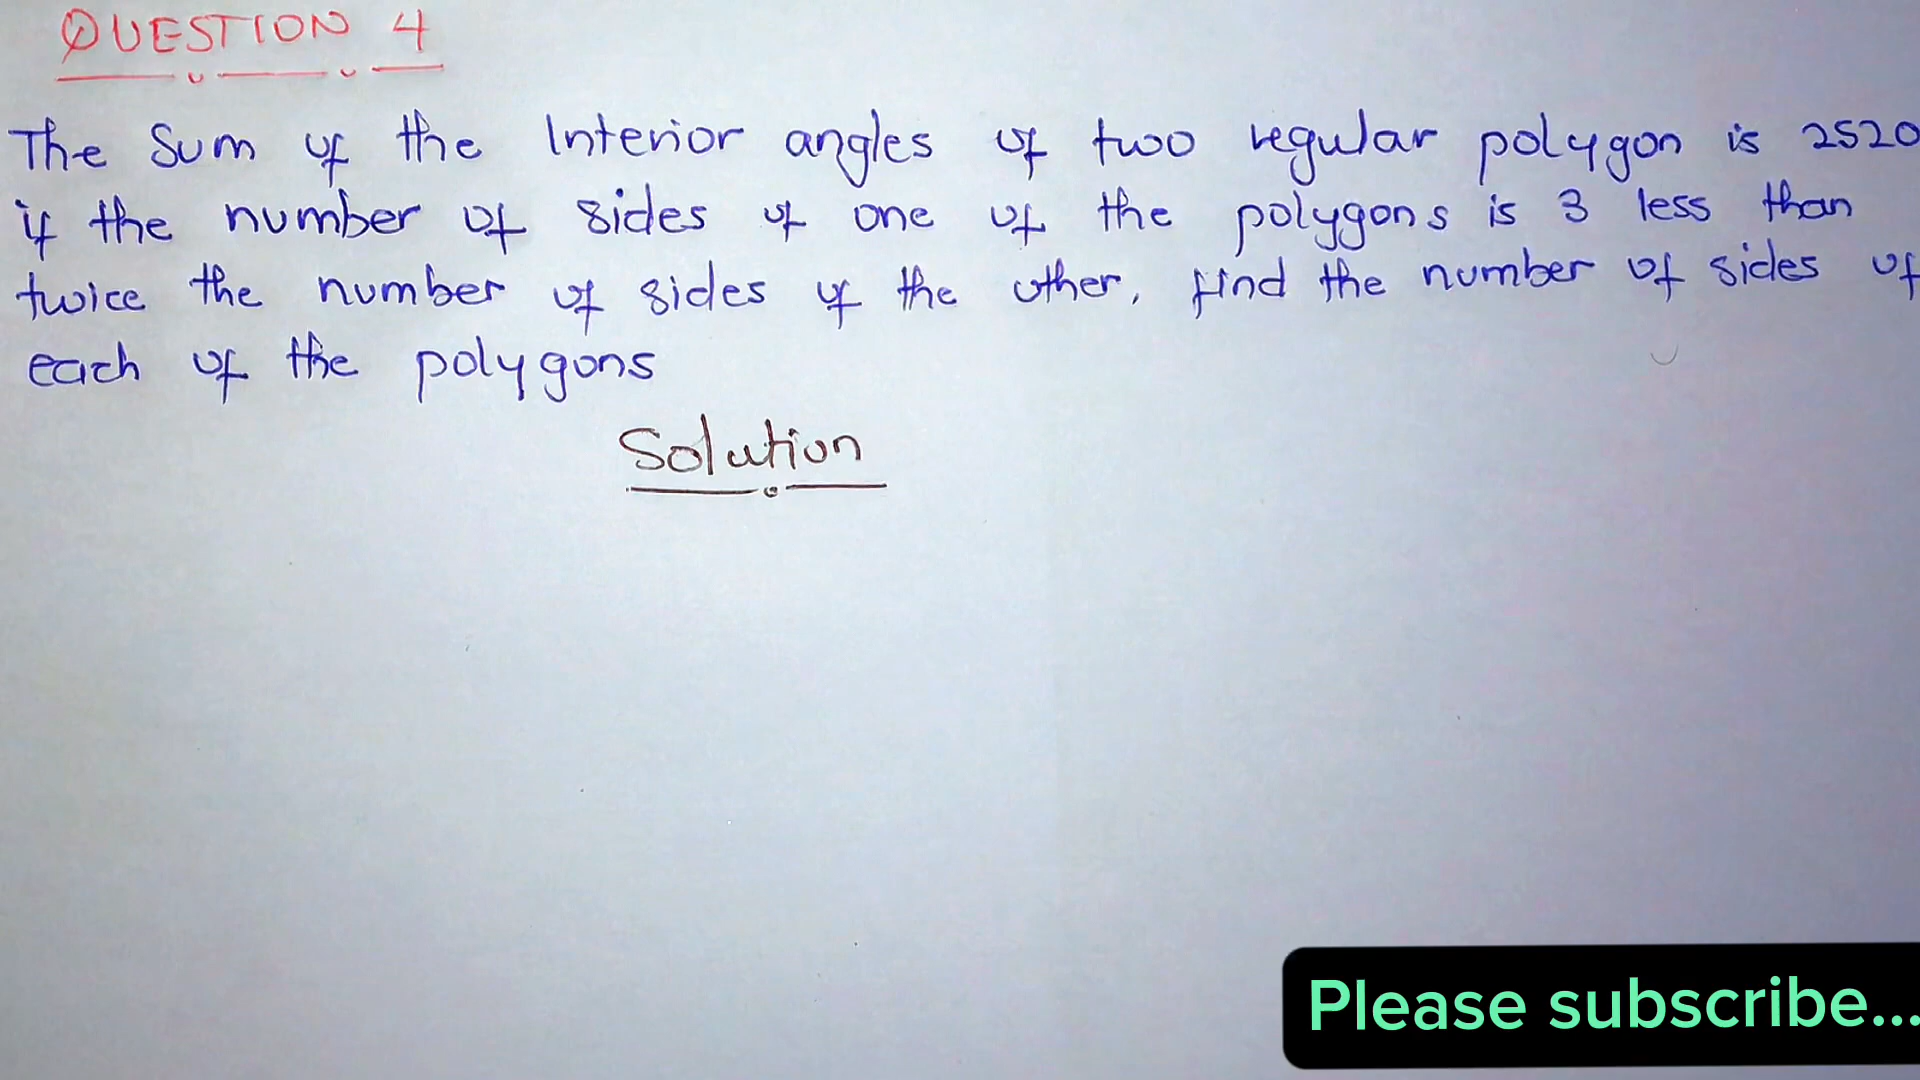 QUESTION 4
The Sum of the Interior angles of two regular polygon is 2520
if the number of sides of one of the polygons is 3 less than
twice the number of sides of the other, find the number of sides of
each of the polygons
Solution
Please subscribe...